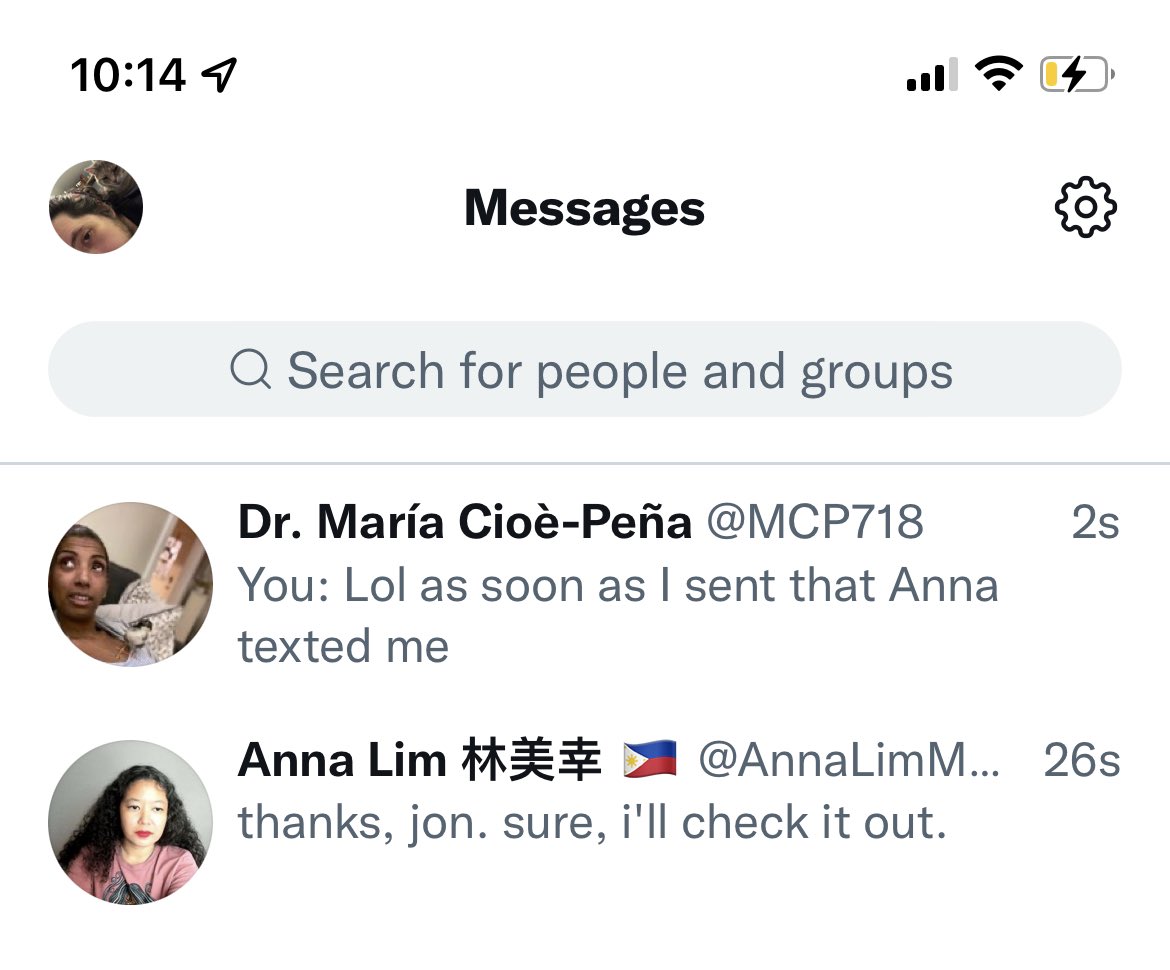 10:14
Messages
Search for people and groups
Dr. María Cioè-Peña @MCP718 2s
You: Lol as soon as I sent that Anna
texted me
Anna Lim 林美幸 🇵🇭 @AnnaLimM... 26s
thanks, jon. sure, i'll check it out.